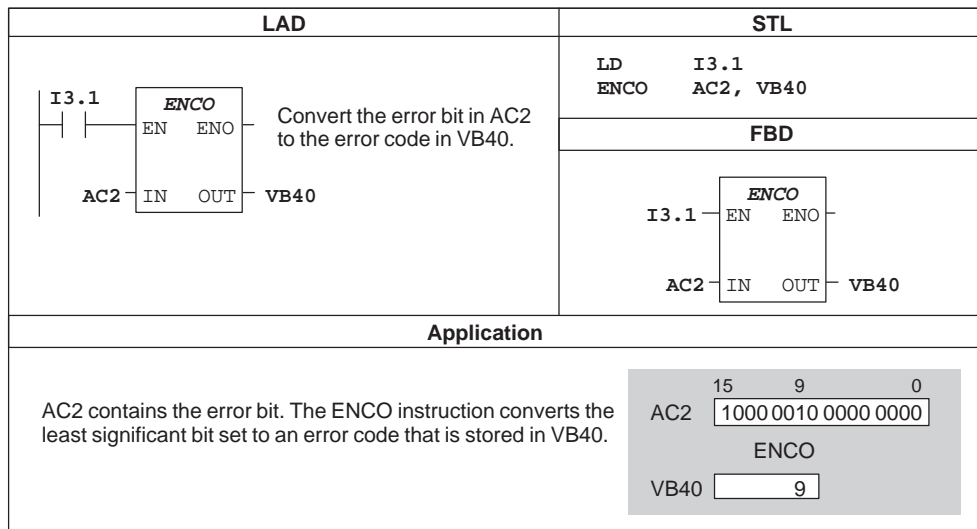 LAD
I3.1
ENCO
EN ENO
Convert the error bit in AC2
to the error code in VB40.
AC2 IN OUT VB40
STL
LD I3.1
ENCO AC2, VB40
FBD
ENCO
I3.1 EN ENO
AC2 IN OUT VB40
Application
AC2 contains the error bit. The ENCO instruction converts the
least significant bit set to an error code that is stored in VB40.
15 9 0
AC2 1000 0010 0000 0000
ENCO
VB40 9